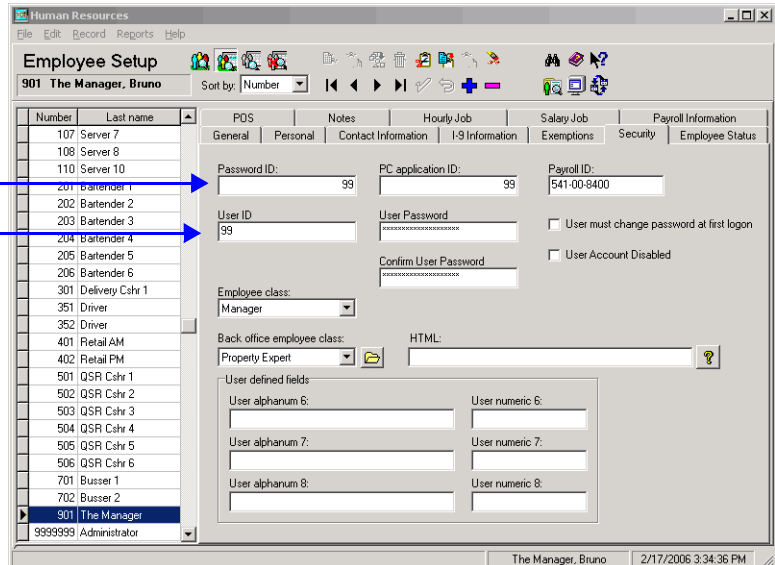 Human Resources
File Edit Record Reports Help
Employee Setup
901 The Manager, Bruno
Sort by: Number
Number Last name
107 Server 7
108 Server 8
110 Server 10
201 Bartender 1
202 Bartender 2
203 Bartender 3
204 Bartender 4
205 Bartender 5
206 Bartender 6
301 Delivery Cshr 1
351 Driver
352 Driver
401 Retail AM
402 Retail PM
501 QSR Cshr 1
502 QSR Cshr 2
503 QSR Cshr 3
504 QSR Cshr 4
505 QSR Cshr 5
506 QSR Cshr 6
701 Busser 1
702 Busser 2
901 The Manager
9999999 Administrator
POS Notes Hourly Job Salary Job Payroll Information
General Personal Contact Information I-9 Information Exemptions Security Employee Status
Password ID: PC application ID: Payroll ID:
99 99 541-00-8400
User ID User Password
99 xxxxxxxxxxxxxxxxxxx User must change password at first logon
Confirm User Password User Account Disabled
xxxxxxxxxxxxxxxxxxx
Employee class:
Manager
Back office employee class: HTML:
Property Expert
User defined fields
User alphanum 6: User numeric 6:
User alphanum 7: User numeric 7:
User alphanum 8: User numeric 8:
The Manager, Bruno 2/17/2006 3:34:36 PM